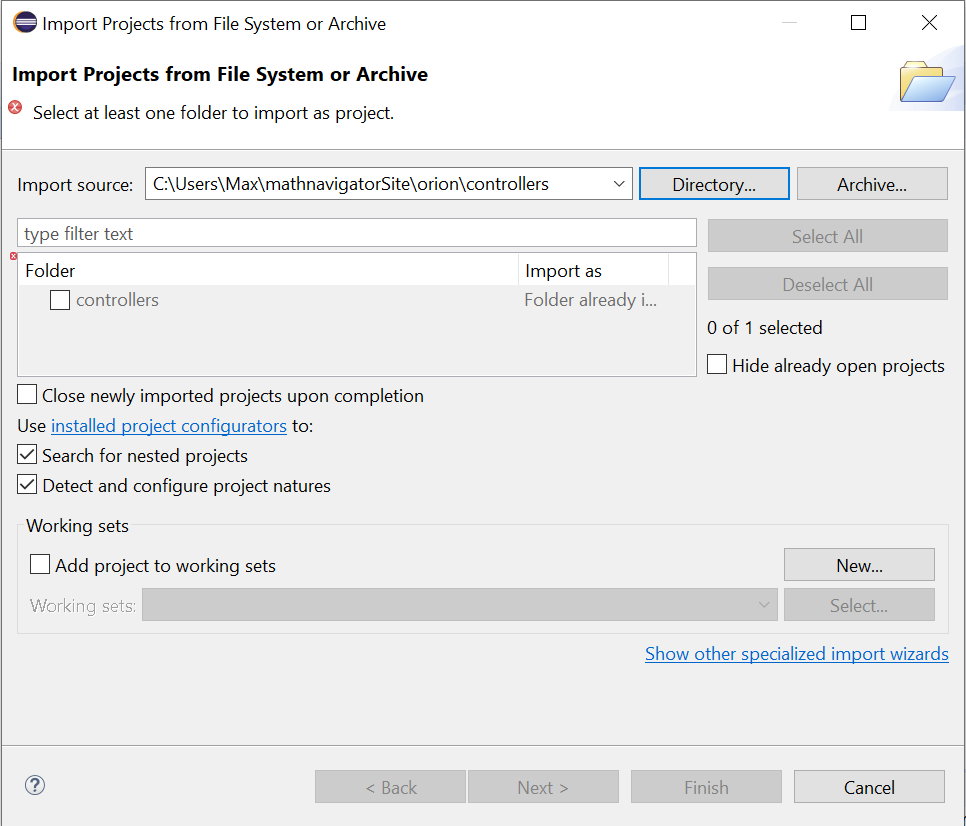 Import Projects from File System or Archive
Import Projects from File System or Archive
Select at least one folder to import as project.
Import source: C:\Users\Max\mathnavigatorSite\orion\controllers Directory... Archive...
type filter text Select All
Folder Import as
Deselect All
controllers Folder already i...
0 of 1 selected
Hide already open projects
Close newly imported projects upon completion
Use installed project configurators to:
Search for nested projects
Detect and configure project natures
Working sets
Add project to working sets New...
Working sets: Select...
Show other specialized import wizards
? < Back Next > Finish Cancel